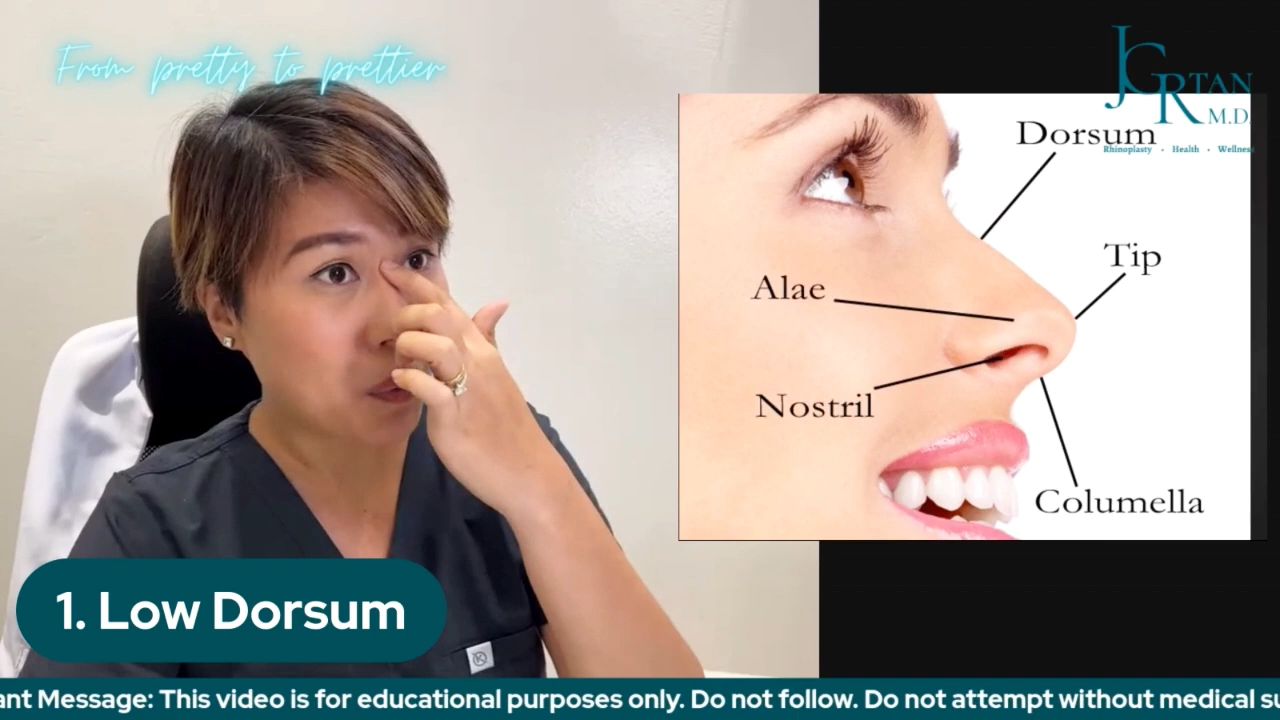 From pretty to prettier
JGRTAN
M.D.
Rhinoplasty • Health • Wellness
Dorsum
Tip
Alae
Nostril
Columella
1. Low Dorsum
ant Message: This video is for educational purposes only. Do not follow. Do not attempt without medical su